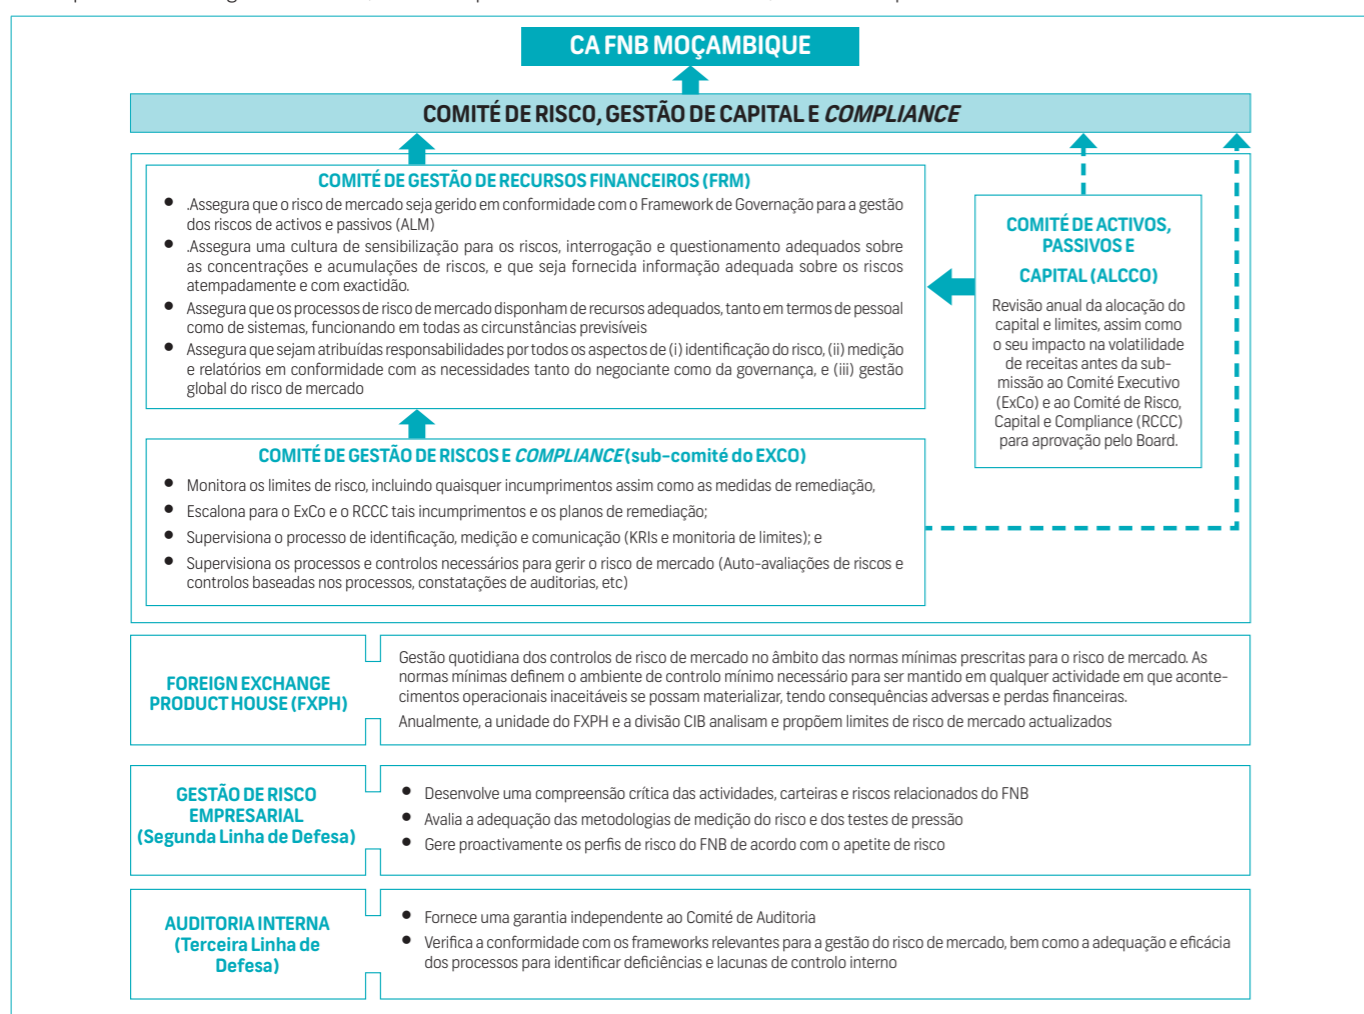 CA FNB MOÇAMBIQUE
COMITÉ DE RISCO, GESTÃO DE CAPITAL E COMPLIANCE
COMITÉ DE GESTÃO DE RECURSOS FINANCEIROS (FRM)
• .Assegura que o risco de mercado seja gerido em conformidade com o Framework de Governação para a gestão
dos riscos de activos e passivos (ALM)
• .Assegura uma cultura de sensibilização para os riscos, interrogação e questionamento adequados sobre
as concentrações e acumulações de riscos, e que seja fornecida informação adequada sobre os riscos
atempadamente e com exactidão.
• Assegura que os processos de risco de mercado disponham de recursos adequados, tanto em termos de pessoal
como de sistemas, funcionando em todas as circunstâncias previsíveis
• Assegura que sejam atribuídas responsabilidades por todos os aspectos de (i) identificação do risco, (ii) medição
e relatórios em conformidade com as necessidades tanto do negociante como da governança, e (iii) gestão
global do risco de mercado
COMITÉ DE ACTIVOS,
PASSIVOS E
CAPITAL (ALCCO)
Revisão anual da alocação do
capital e limites, assim como
o seu impacto na volatilidade
de receitas antes da sub-
missão ao Comité Executivo
(ExCo) e ao Comité de Risco,
Capital e Compliance (RCCC)
para aprovação pelo Board.
COMITÉ DE GESTÃO DE RISCOS E COMPLIANCE (sub-comité do EXCO)
• Monitora os limites de risco, incluindo quaisquer incumprimentos assim como as medidas de remediação,
• Escalona para o ExCo e o RCCC tais incumprimentos e os planos de remediação;
• Supervisiona o processo de identificação, medição e comunicação (KRIs e monitoria de limites); e
• Supervisiona os processos e controlos necessários para gerir o risco de mercado (Auto-avaliações de riscos e
controlos baseadas nos processos, constatações de auditorias, etc)
FOREIGN EXCHANGE
PRODUCT HOUSE (FXPH)
Gestão quotidiana dos controlos de risco de mercado no âmbito das normas mínimas prescritas para o risco de mercado. As
normas mínimas definem o ambiente de controlo mínimo necessário para ser mantido em qualquer actividade em que aconte-
cimentos operacionais inaceitáveis se possam materializar, tendo consequências adversas e perdas financeiras.
Anualmente, a unidade do FXPH e a divisão CIB analisam e propõem limites de risco de mercado actualizados
GESTÃO DE RISCO
EMPRESARIAL
(Segunda Linha de Defesa)
• Desenvolve uma compreensão crítica das actividades, carteiras e riscos relacionados do FNB
• Avalia a adequação das metodologias de medição do risco e dos testes de pressão
• Gere proactivamente os perfis de risco do FNB de acordo com o apetite de risco
AUDITORIA INTERNA
(Terceira Linha de
Defesa)
• Fornece uma garantia independente ao Comité de Auditoria
• Verifica a conformidade com os frameworks relevantes para a gestão do risco de mercado, bem como a adequação e eficácia
dos processos para identificar deficiências e lacunas de controlo interno